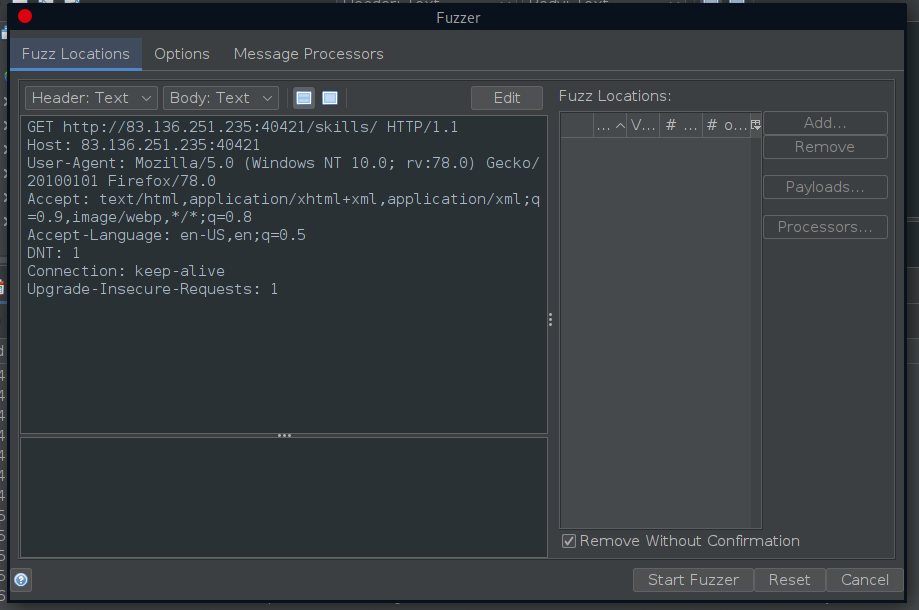 Fuzzer
Fuzz Locations Options Message Processors
Header: Text Body: Text Edit Fuzz Locations:
... V... # ... # o... Add...
GET http://83.136.251.235:40421/skills/ HTTP/1.1
Host: 83.136.251.235:40421
Remove
User-Agent: Mozilla/5.0 (Windows NT 10.0; rv:78.0) Gecko/
20100101 Firefox/78.0
Payloads...
Accept: text/html,application/xhtml+xml,application/xml;q
=0.9,image/webp,*/*;q=0.8
Processors...
Accept-Language: en-US,en;q=0.5
DNT: 1
Connection: keep-alive
Upgrade-Insecure-Requests: 1
Remove Without Confirmation
Start Fuzzer Reset Cancel